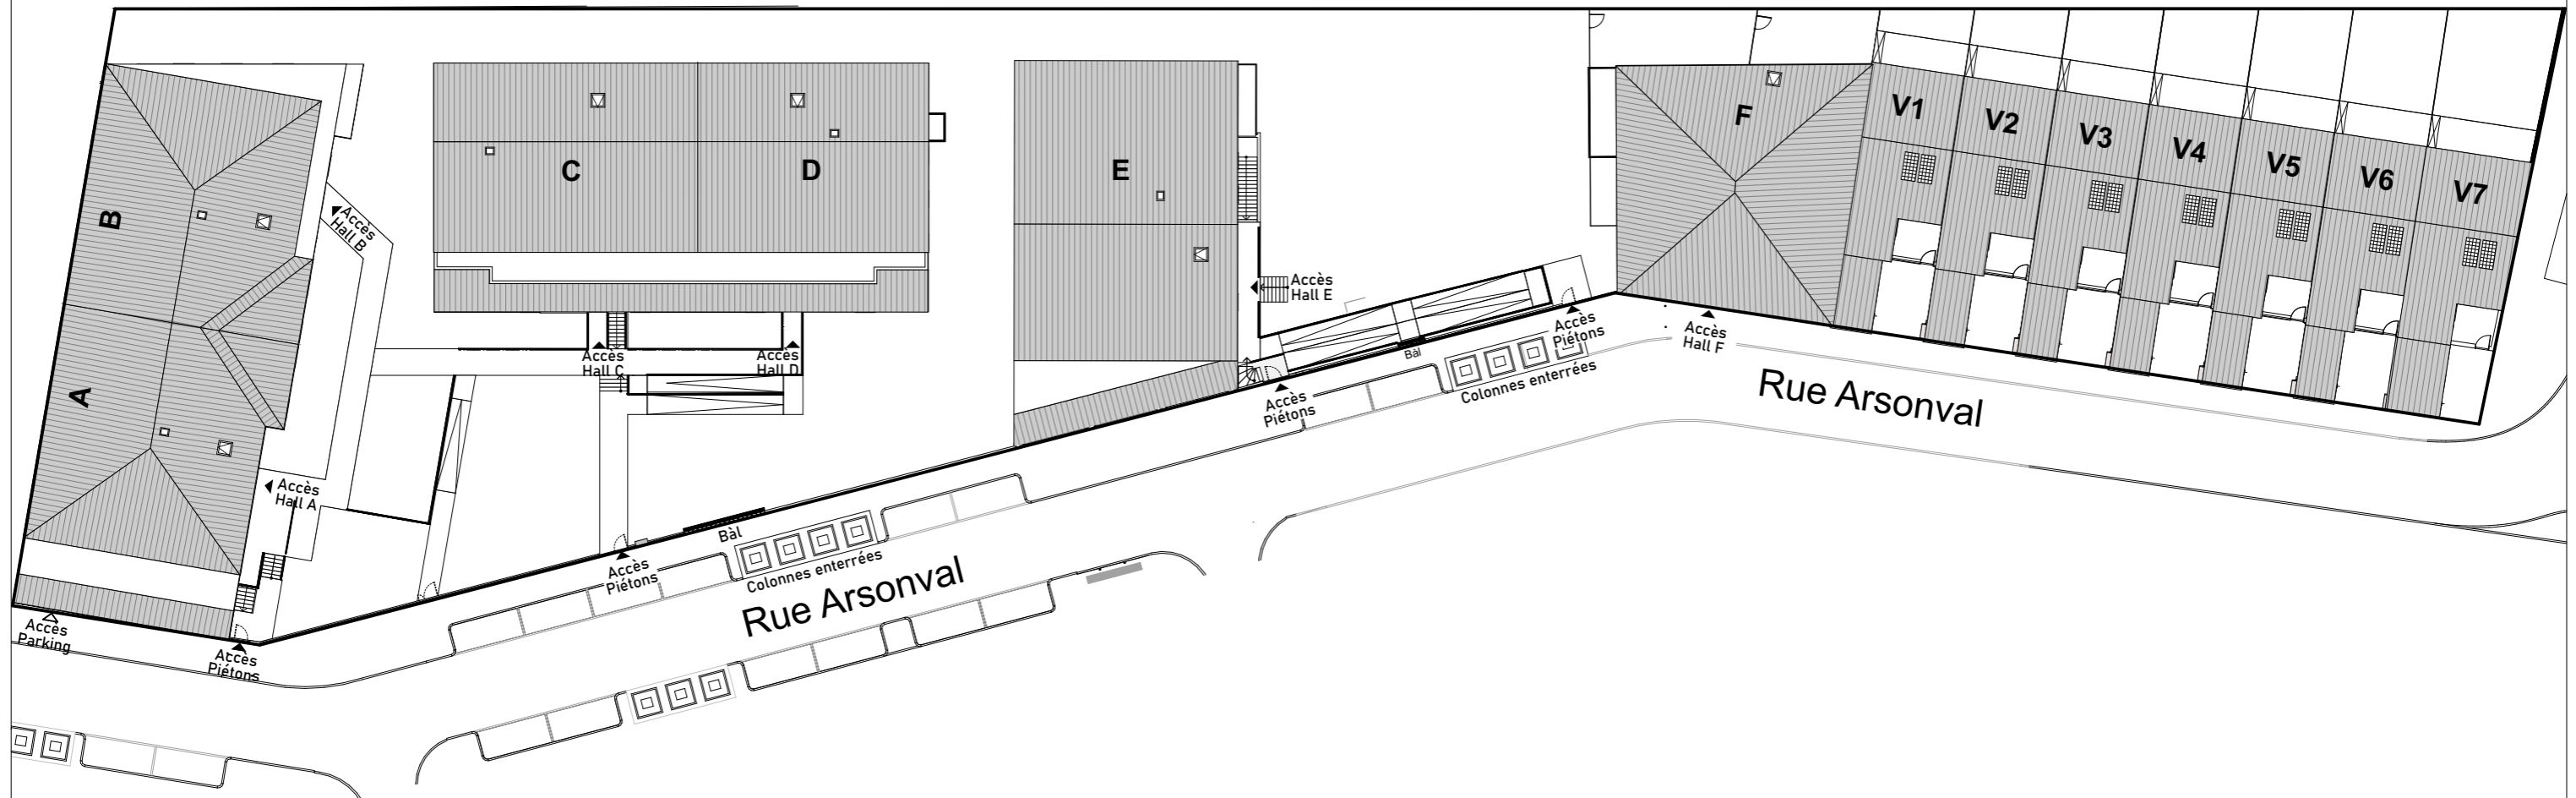 B
A
Accès
Hall B
Accès
Hall A
Accès
Parking
Accès
Piétons
C
D
Accès
Hall C
Accès
Hall D
Accès
Piétons
Bàl
Colonnes enterrées
Rue Arsonval
E
Accès
Hall E
Accès
Piétons
Bàl
Colonnes enterrées
Accès
Piétons
F
Accès
Hall F
Rue Arsonval
V1
V2
V3
V4
V5
V6
V7